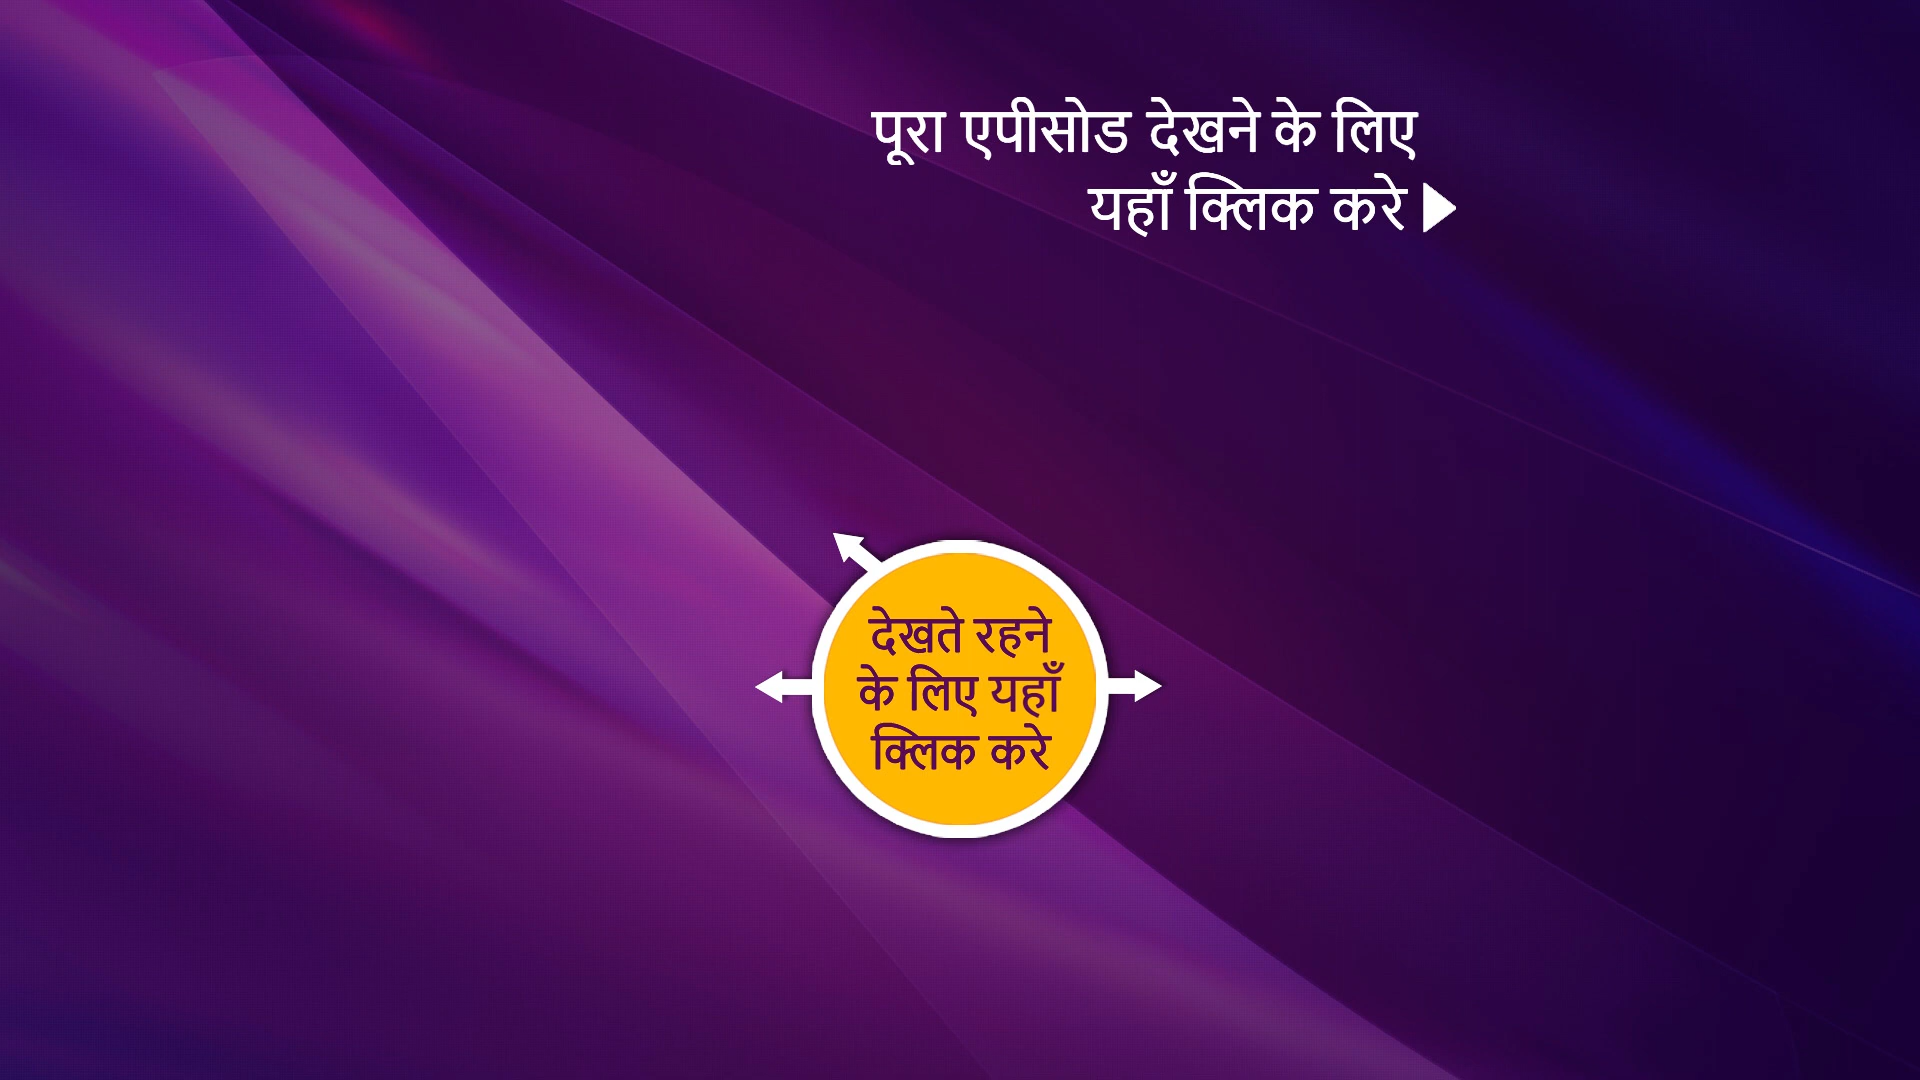 पूरा एपीसोड देखने के लिए
यहाँ क्लिक करे
देखते रहने
के लिए यहाँ
क्लिक करे